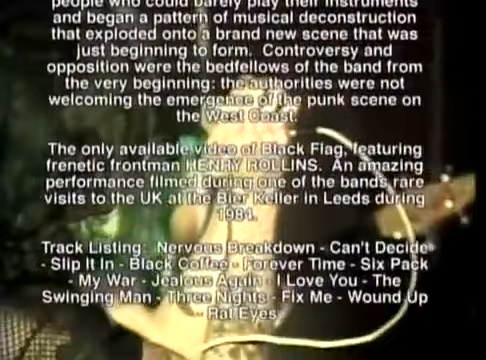 people who could barely play their instruments
and began a pattern of musical deconstruction
that exploded onto a brand new scene that was
just beginning to form. Controversy and
opposition were the bedfellows of the band from
the very beginning: the authorities were not
welcoming the emergence of the punk scene on
the West Coast.
The only available video of Black Flag, featuring
frenetic frontman HENRY ROLLINS. An amazing
performance filmed during one of the bands rare
visits to the UK at the Bier Keller in Leeds during
1984.
Track Listing: Nervous Breakdown - Can't Decide
- Slip It In - Black Coffee - Forever Time - Six Pack
- My War - Jealous Again - I Love You - The
Swinging Man - Three Nights - Fix Me - Wound Up
- Rat Eyes